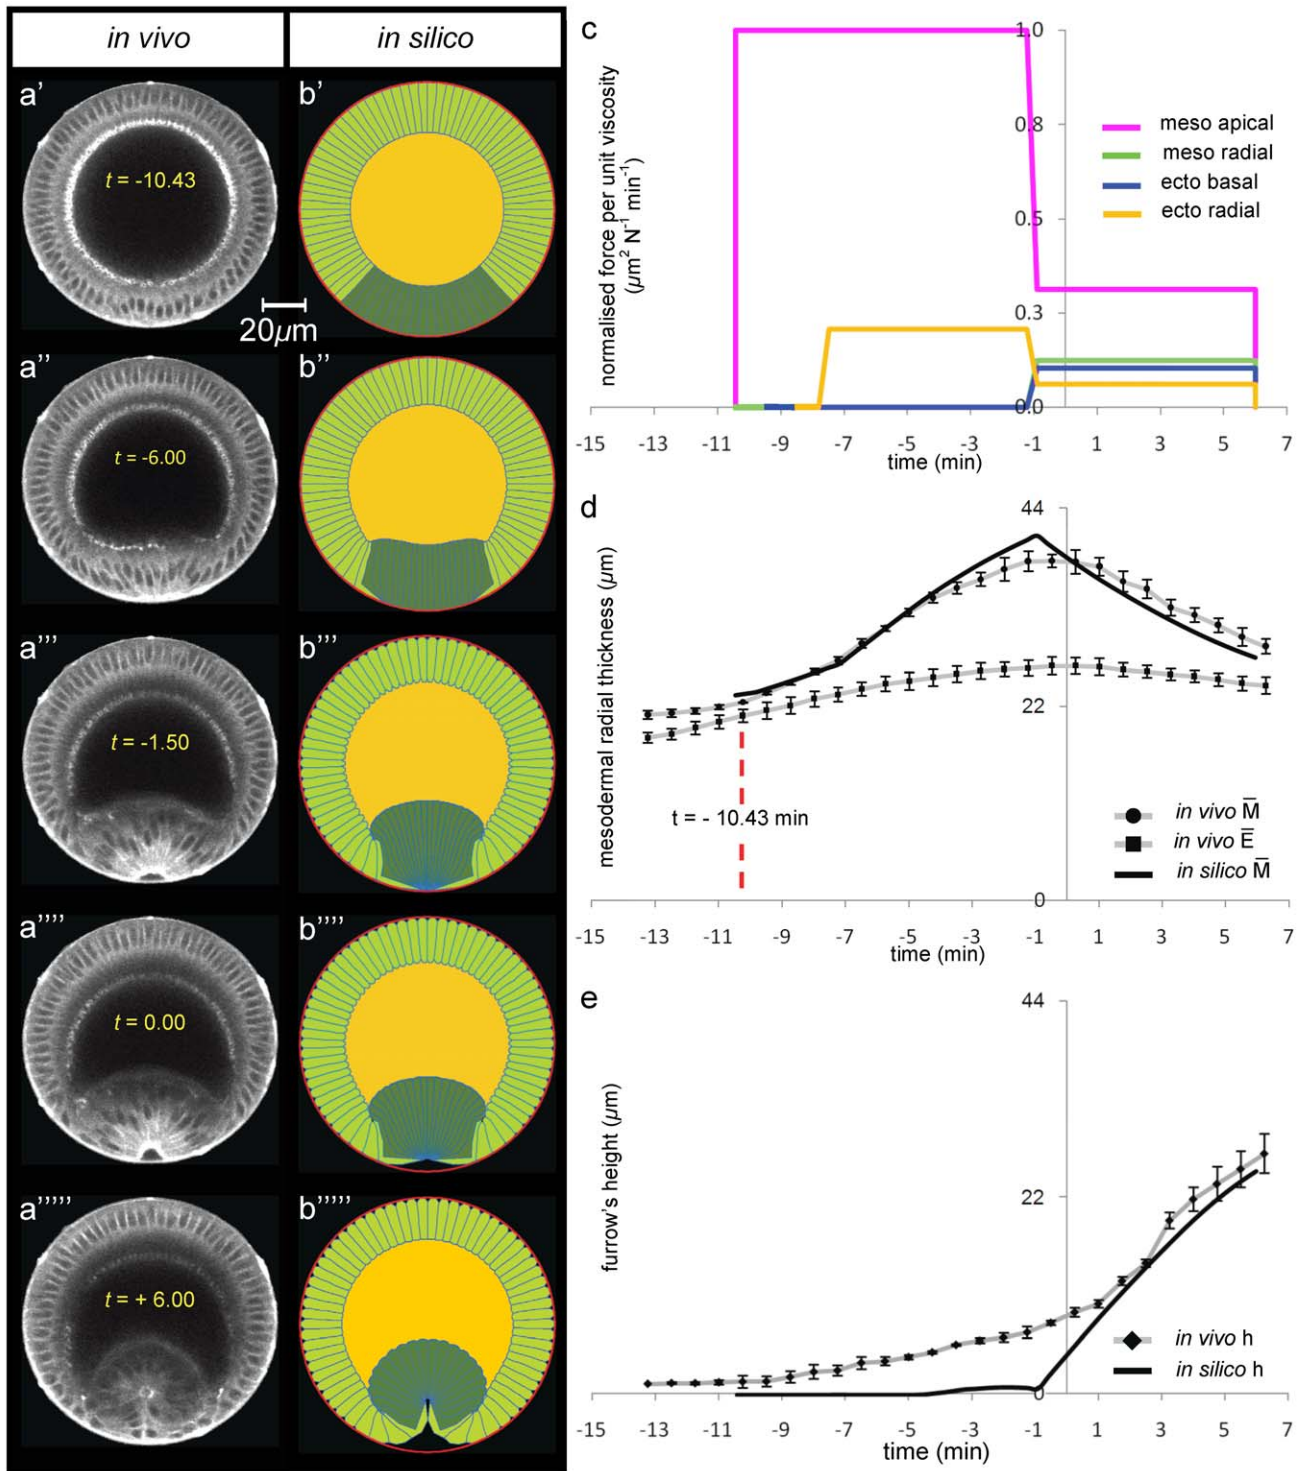 in vivo
in silico
a'
t = -10.43
b'
20μm
a''
t = -6.00
b''
a'''
t = -1.50
b'''
a''''
t = 0.00
b''''
a'''''
t = + 6.00
b'''''
c
normalised force per unit viscosity
(μm² N⁻¹ min⁻¹)
1.0
0.8
0.5
0.3
0.0
meso apical
meso radial
ecto basal
ecto radial
-15 -13 -11 -9 -7 -5 -3 -1 1 3 5 7
time (min)
d
mesodermal radial thickness (μm)
44
22
0
t = - 10.43 min
in vivo M̅
in vivo E̅
in silico M̅
-15 -13 -11 -9 -7 -5 -3 -1 1 3 5 7
time (min)
e
furrow's height (μm)
44
22
0
in vivo h
in silico h
-15 -13 -11 -9 -7 -5 -3 -1 1 3 5 7
time (min)